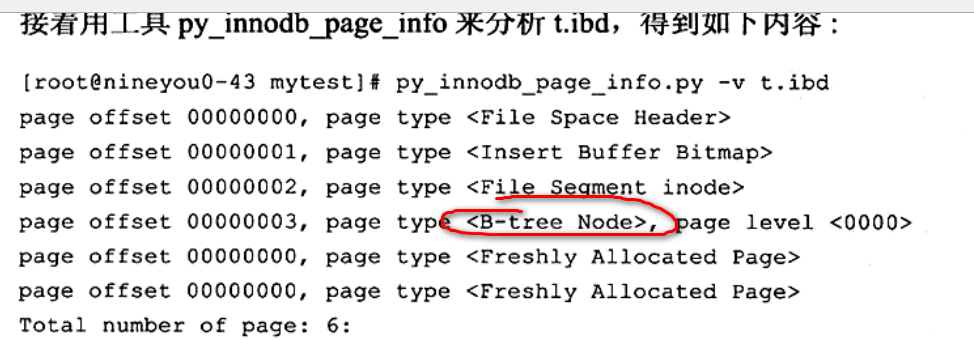 接着用工具 py_innodb_page_info 来分析 t.ibd，得到如下内容：
[root@nineyou0-43 mytest]# py_innodb_page_info.py -v t.ibd
page offset 00000000, page type <File Space Header>
page offset 00000001, page type <Insert Buffer Bitmap>
page offset 00000002, page type <File Segment inode>
page offset 00000003, page type <B-tree Node>, page level <0000>
page offset 00000000, page type <Freshly Allocated Page>
page offset 00000000, page type <Freshly Allocated Page>
Total number of page: 6: